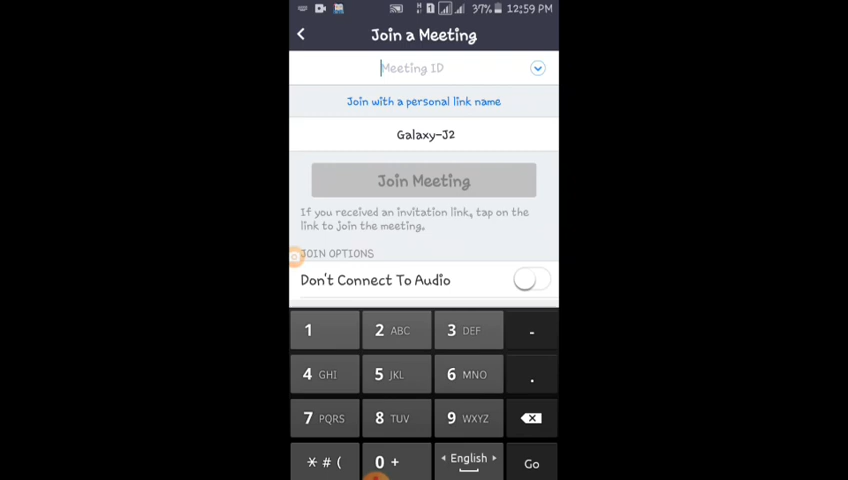 37% 12:59 PM
Join a Meeting
Meeting ID
Join with a personal link name
Galaxy-J2
Join Meeting
If you received an invitation link, tap on the
link to join the meeting.
JOIN OPTIONS
Don't Connect To Audio
1 2 ABC 3 DEF -
4 GHI 5 JKL 6 MNO .
7 PQRS 8 TUV 9 WXYZ
* # ( 0 + English Go